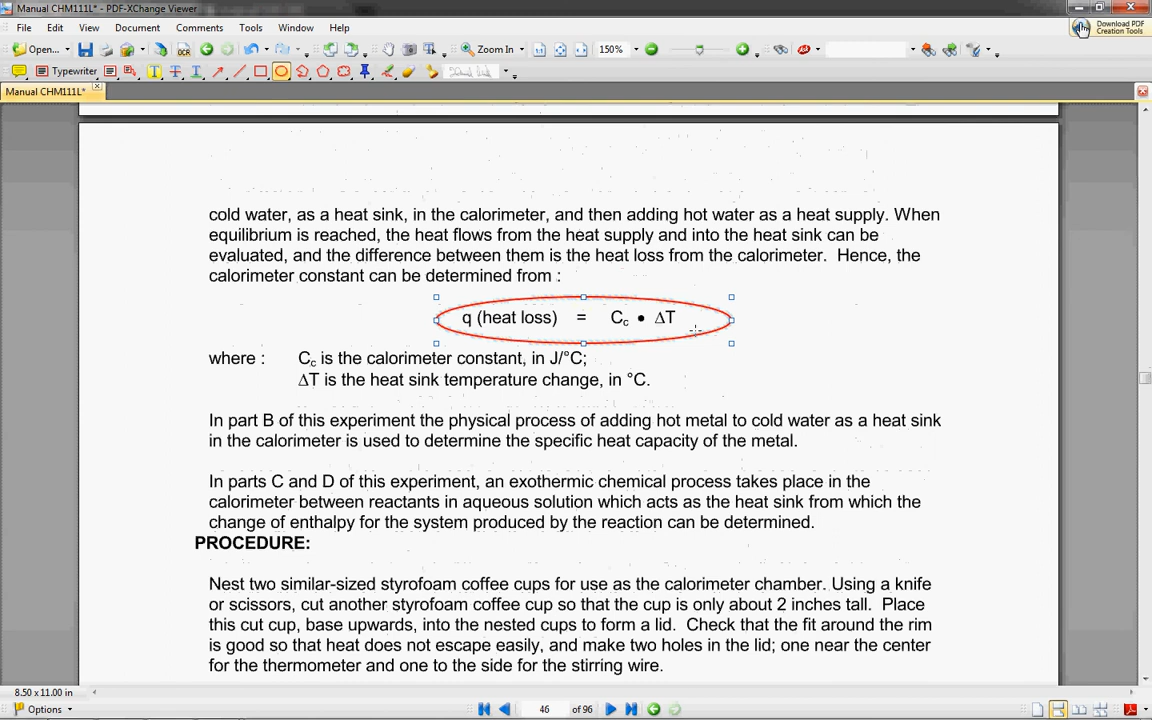 Manual CHM111L* - PDF-XChange Viewer
File Edit View Document Comments Tools Window Help
Download PDF
Creation Tools
Open... OCR Zoom In 150%
Typewriter
Manual CHM111L*
cold water, as a heat sink, in the calorimeter, and then adding hot water as a heat supply. When
equilibrium is reached, the heat flows from the heat supply and into the heat sink can be
evaluated, and the difference between them is the heat loss from the calorimeter. Hence, the
calorimeter constant can be determined from :
q (heat loss) = Cc • ΔT
where : Cc is the calorimeter constant, in J/°C;
ΔT is the heat sink temperature change, in °C.
In part B of this experiment the physical process of adding hot metal to cold water as a heat sink
in the calorimeter is used to determine the specific heat capacity of the metal.
In parts C and D of this experiment, an exothermic chemical process takes place in the
calorimeter between reactants in aqueous solution which acts as the heat sink from which the
change of enthalpy for the system produced by the reaction can be determined.
PROCEDURE:
Nest two similar-sized styrofoam coffee cups for use as the calorimeter chamber. Using a knife
or scissors, cut another styrofoam coffee cup so that the cup is only about 2 inches tall. Place
this cut cup, base upwards, into the nested cups to form a lid. Check that the fit around the rim
is good so that heat does not escape easily, and make two holes in the lid; one near the center
for the thermometer and one to the side for the stirring wire.
8.50 x 11.00 in
Options 46 of 96